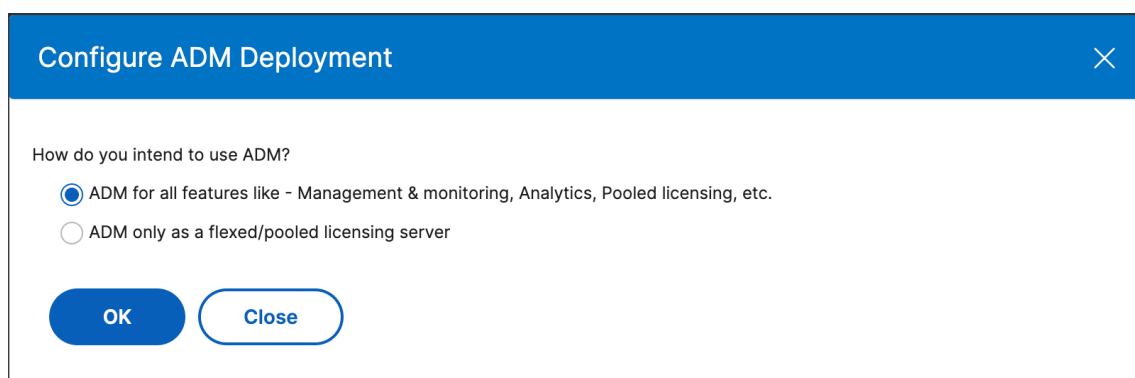 Configure ADM Deployment
How do you intend to use ADM?
ADM for all features like - Management & monitoring, Analytics, Pooled licensing, etc.
ADM only as a flexed/pooled licensing server
OK
Close